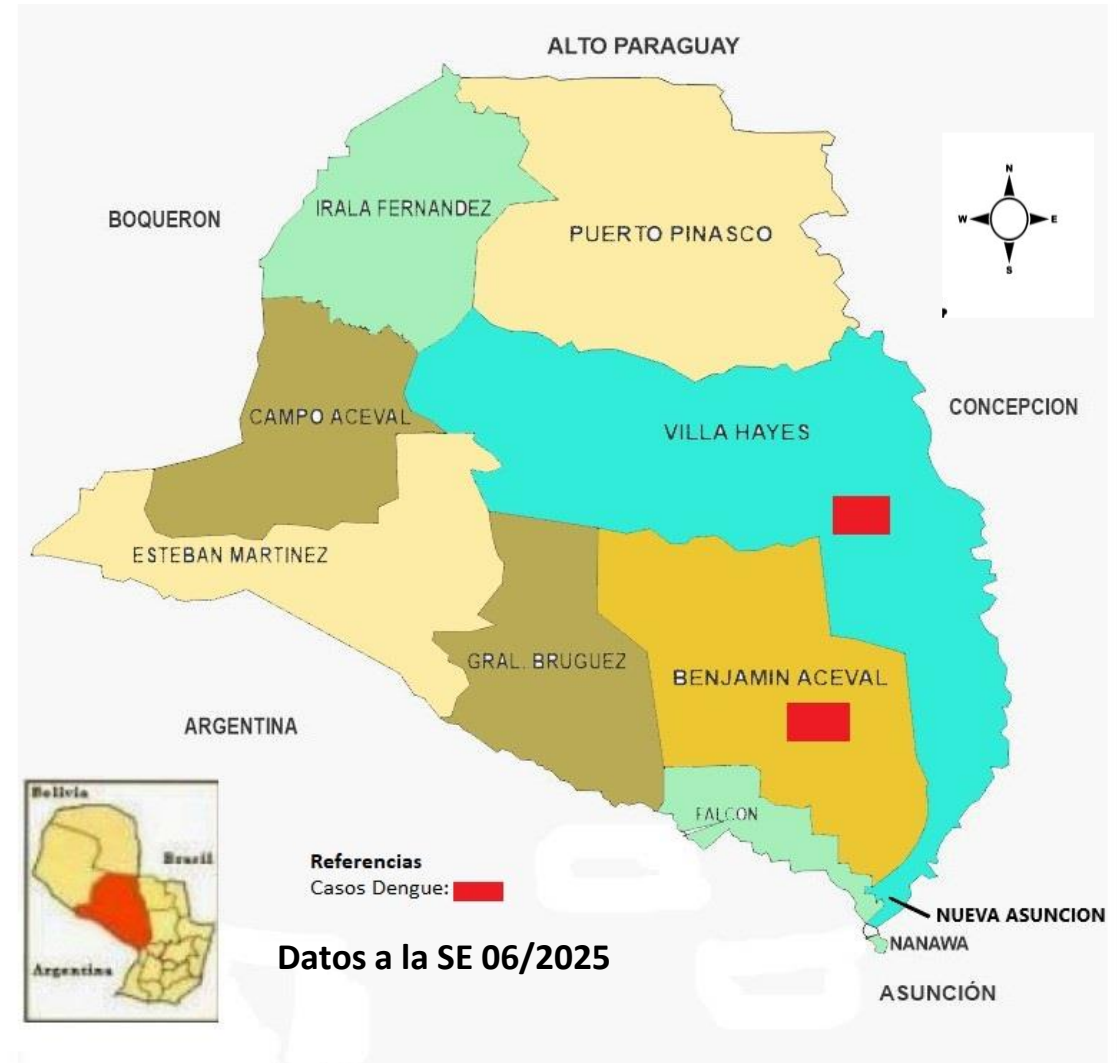 ALTO PARAGUAY
BOQUERON
IRALA FERNANDEZ
PUERTO PINASCO
N
W
E
S
CAMPO ACEVAL
VILLA HAYES
CONCEPCION
ESTEBAN MARTINEZ
GRAL. BRUGUEZ
BENJAMIN ACEVAL
ARGENTINA
FALCON
Bolivia
Brasil
Argentina
Referencias
Casos Dengue:
NUEVA ASUNCION
NANAWA
Datos a la SE 06/2025
ASUNCIÓN